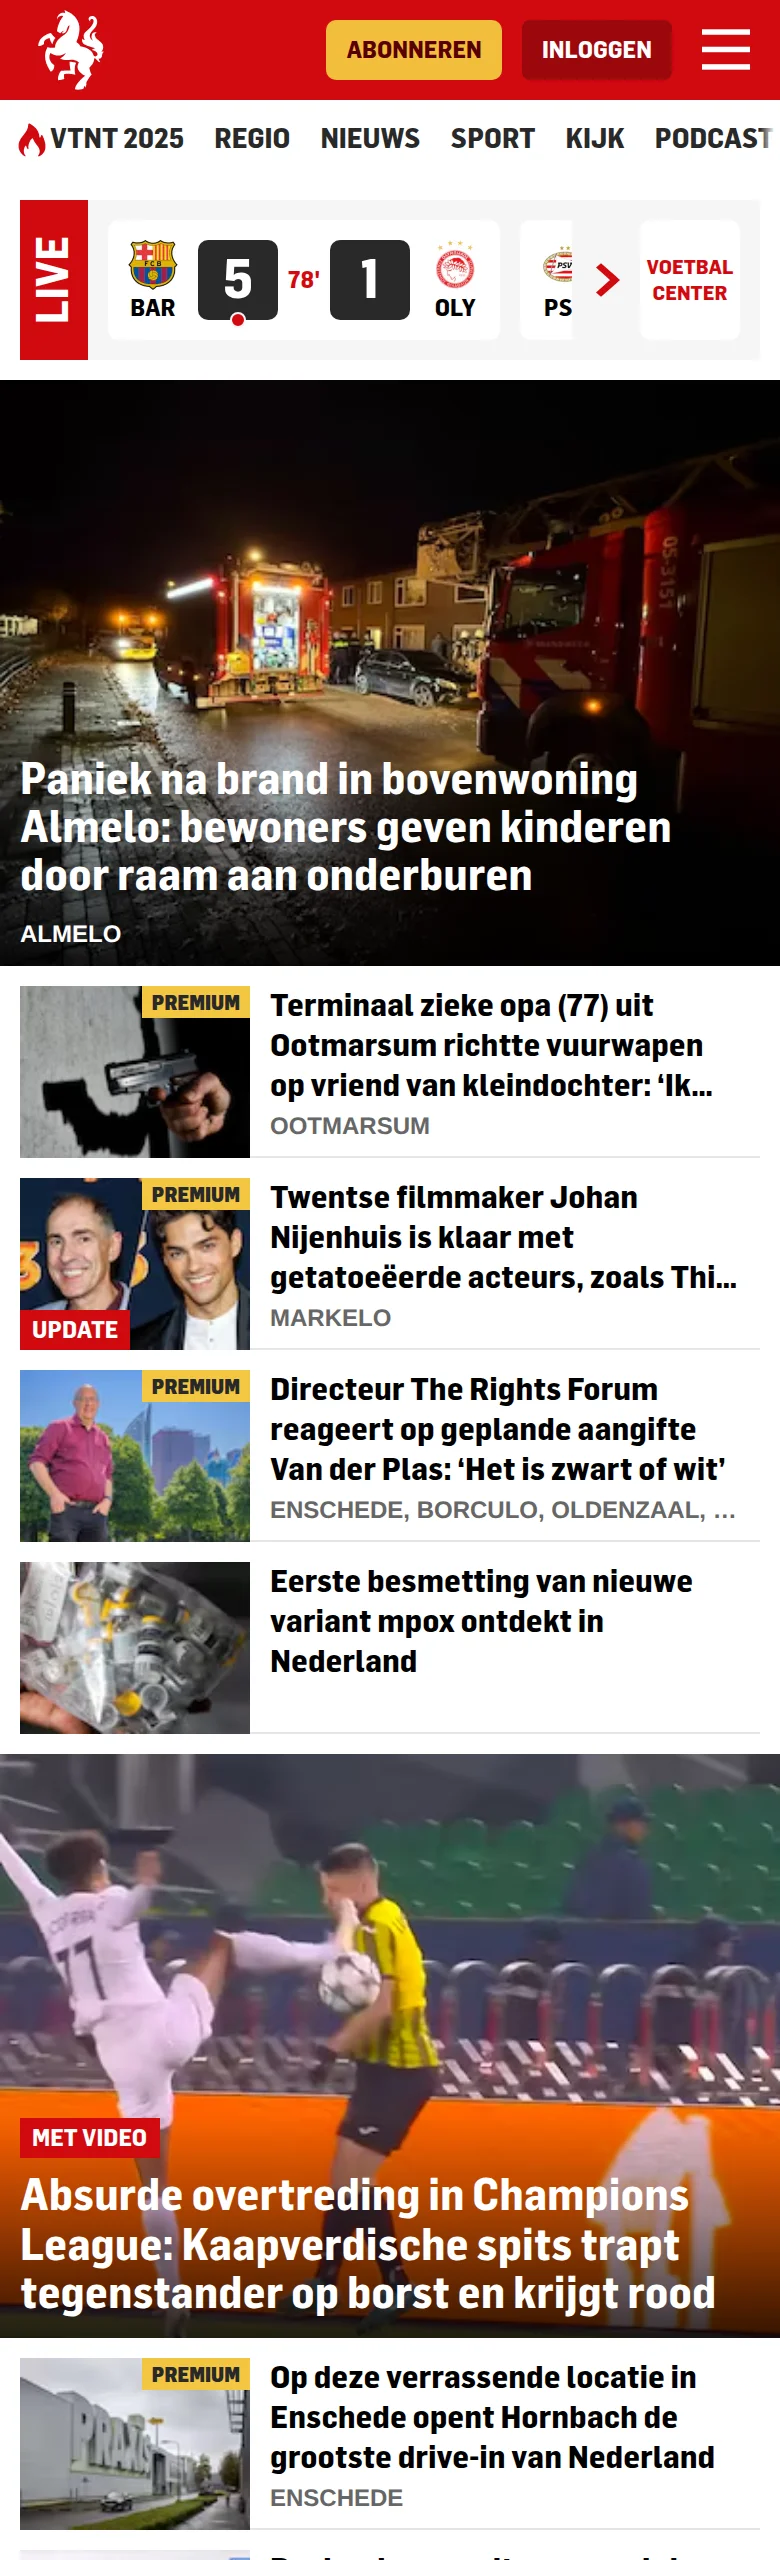 ABONNEREN
INLOGGEN
VTNT 2025 REGIO NIEUWS SPORT KIJK PODCAST
LIVE
FCB
BAR
5
78'
1
OLY
PSV
PS
VOETBAL
CENTER
05-3151
Paniek na brand in bovenwoning
Almelo: bewoners geven kinderen
door raam aan onderburen
ALMELO
PREMIUM
Terminaal zieke opa (77) uit
Ootmarsum richtte vuurwapen
op vriend van kleindochter: ‘Ik...
OOTMARSUM
PREMIUM
UPDATE
Twentse filmmaker Johan
Nijenhuis is klaar met
getatoeëerde acteurs, zoals Thi...
MARKELO
PREMIUM
Directeur The Rights Forum
reageert op geplande aangifte
Van der Plas: ‘Het is zwart of wit’
ENSCHEDE, BORCULO, OLDENZAAL, ...
Eerste besmetting van nieuwe
variant mpox ontdekt in
Nederland
77
MET VIDEO
Absurde overtreding in Champions
League: Kaapverdische spits trapt
tegenstander op borst en krijgt rood
PREMIUM
Op deze verrassende locatie in
Enschede opent Hornbach de
grootste drive-in van Nederland
ENSCHEDE